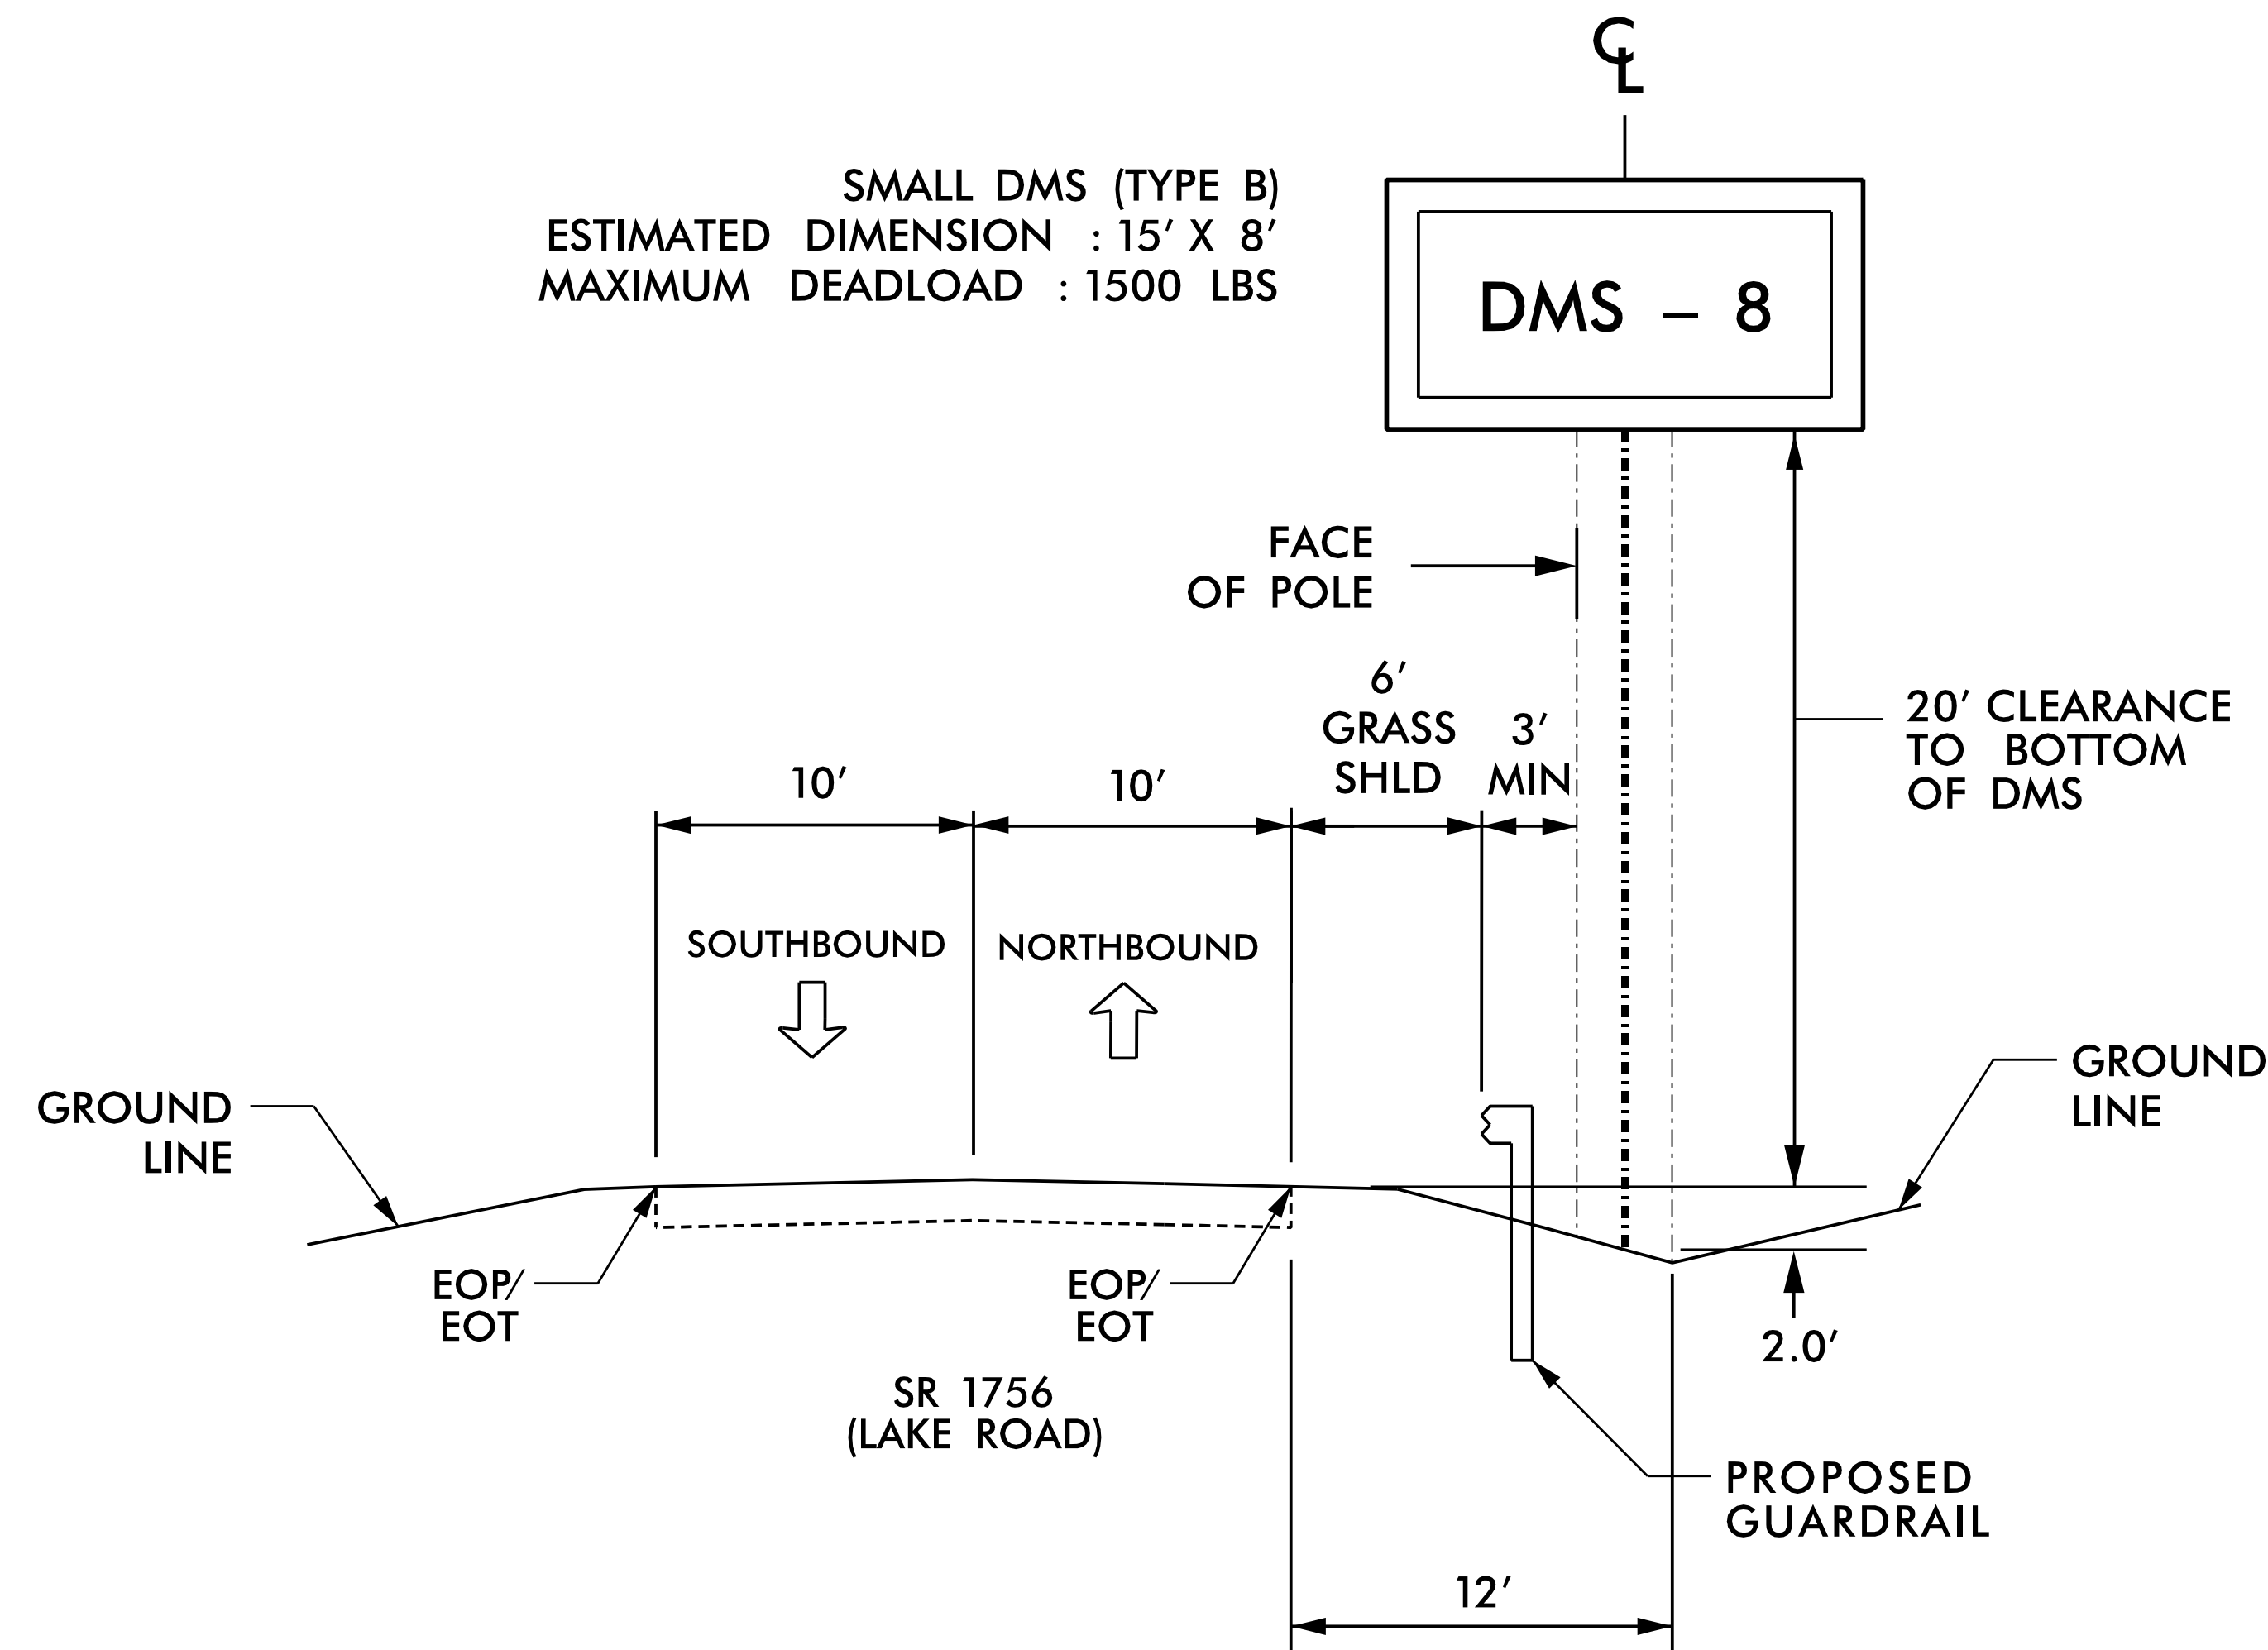 CL
SMALL DMS (TYPE B)
ESTIMATED DIMENSION : 15' X 8'
MAXIMUM DEADLOAD : 1500 LBS
DMS – 8
FACE
OF POLE
6'
GRASS
SHLD
3'
MIN
20' CLEARANCE
TO BOTTOM
OF DMS
10'
10'
SOUTHBOUND
NORTHBOUND
GROUND
LINE
GROUND
LINE
EOP/
EOT
EOP/
EOT
2.0'
SR 1756
(LAKE ROAD)
PROPOSED
GUARDRAIL
12'